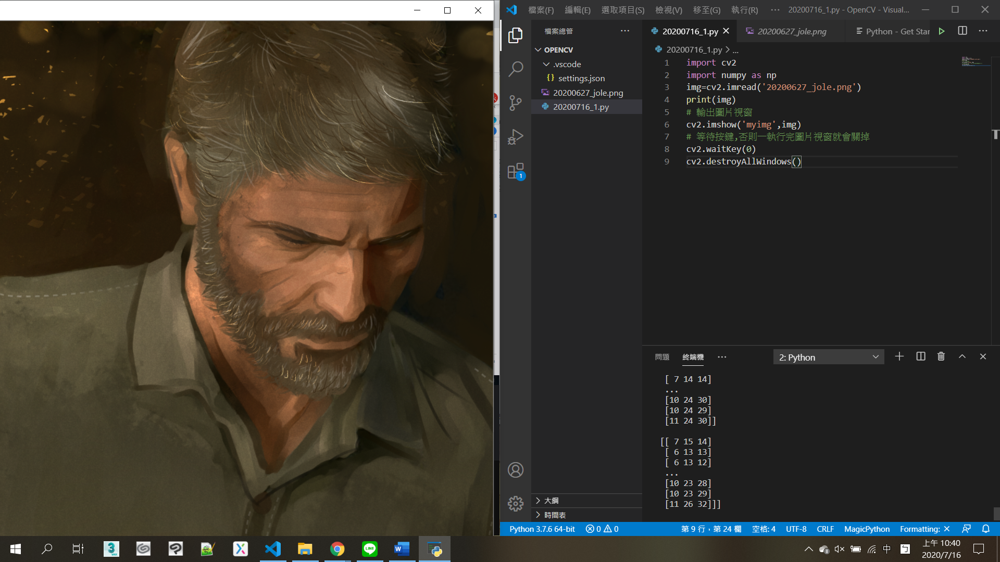 檔案(F) 編輯(E) 選取項目(S) 檢視(V) 移至(G) 執行(R) ··· 20200716_1.py - OpenCV - Visual...
檔案總管 ···
20200716_1.py
20200627_jole.png
Python - Get Star
OPENCV
20200716_1.py > ...
.vscode
{} settings.json
20200627_jole.png
20200716_1.py
1 import cv2
2 import numpy as np
3 img=cv2.imread('20200627_jole.png')
4 print(img)
5 # 輸出圖片視窗
6 cv2.imshow('myimg',img)
7 # 等待按鍵,否則一執行完圖片視窗就會關掉
8 cv2.waitKey(0)
9 cv2.destroyAllWindows()
1
問題 終端機 ··· 2: Python
[ 7 14 14]
...
[10 24 30]
[10 24 29]
[11 24 30]]
[[ 7 15 14]
[ 6 13 13]
[ 6 13 12]
...
[10 23 28]
[10 23 29]
[11 26 32]]]
大綱
時間表
Python 3.7.6 64-bit 0 0 第 9 行，第 24 欄 空格: 4 UTF-8 CRLF MagicPython Formatting: ✕
3
MAX
LINE
W
中
ㄅ
上午 10:40
2020/7/16